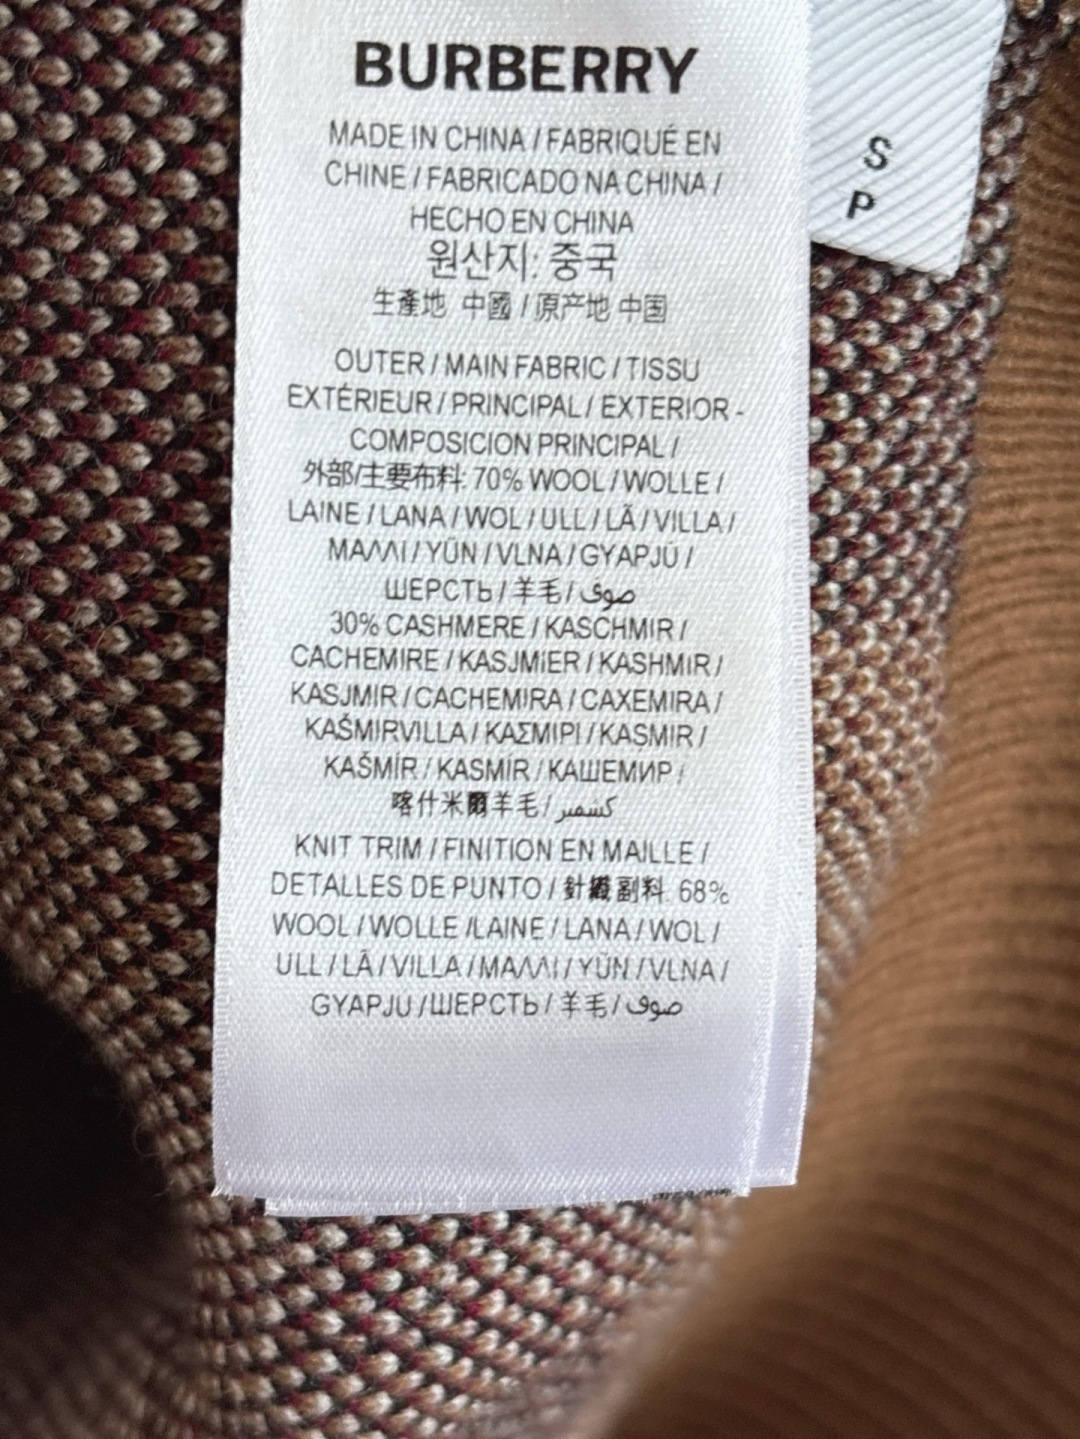 BURBERRY
MADE IN CHINA / FABRIQUÉ EN
CHINE / FABRICADO NA CHINA /
HECHO EN CHINA
원산지: 중국
生產地 中國 / 原产地 中国
OUTER / MAIN FABRIC / TISSU
EXTÉRIEUR / PRINCIPAL / EXTERIOR -
COMPOSICION PRINCIPAL /
外部/主要布料: 70% WOOL / WOLLE /
LAINE / LANA / WOL / ULL / LÃ / VILLA /
ΜΑΛΛΙ / YÜN / VLNA / GYAPJÚ /
ШЕРСТЬ / 羊毛 / صوف
30% CASHMERE / KASCHMIR /
CACHEMIRE / KASJMIER / KASHMIR /
KASJMIR / CACHEMIRA / CAXEMIRA /
KAŠMIRVILLA / ΚΑΣΜΙΡΙ / KASMIR /
KAŠMÍR / KASMÍR / КАШЕМИР /
喀什米爾羊毛 / كشمير
KNIT TRIM / FINITION EN MAILLE /
DETALLES DE PUNTO / 針織副料: 68%
WOOL / WOLLE /LAINE / LANA / WOL /
ULL / LÃ / VILLA / ΜΑΛΛΙ / YÜN / VLNA /
GYAPJÚ / ШЕРСТЬ / 羊毛 / صوف
S
P